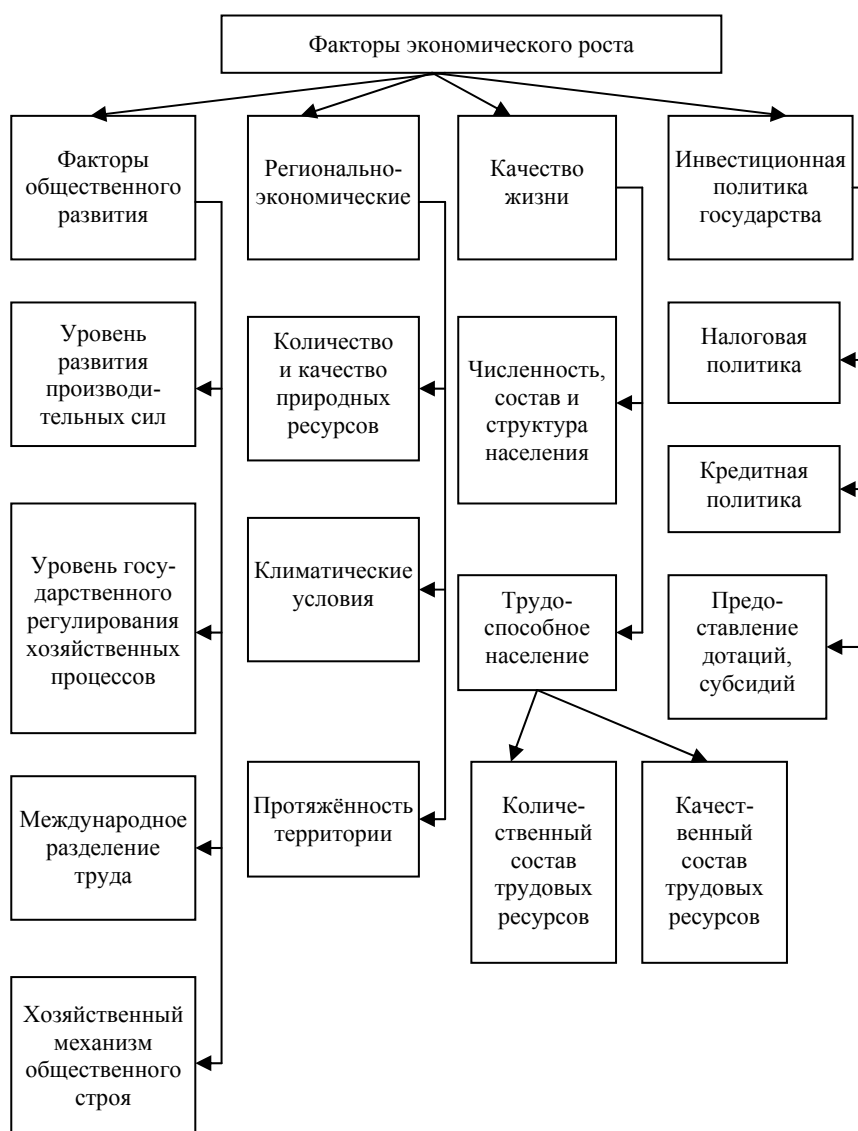 Факторы экономического роста
Факторы
общественного
развития
Регионально-
экономические
Качество
жизни
Инвестиционная
политика
государства
Уровень
развития
производи-
тельных сил
Количество
и качество
природных
ресурсов
Численность,
состав и
структура
населения
Налоговая
политика
Кредитная
политика
Уровень госу-
дарственного
регулирования
хозяйственных
процессов
Климатические
условия
Трудо-
способное
население
Предо-
ставление
дотаций,
субсидий
Международное
разделение
труда
Протяжённость
территории
Количе-
ственный
состав
трудовых
ресурсов
Качест-
венный
состав
трудовых
ресурсов
Хозяйственный
механизм
общественного
строя